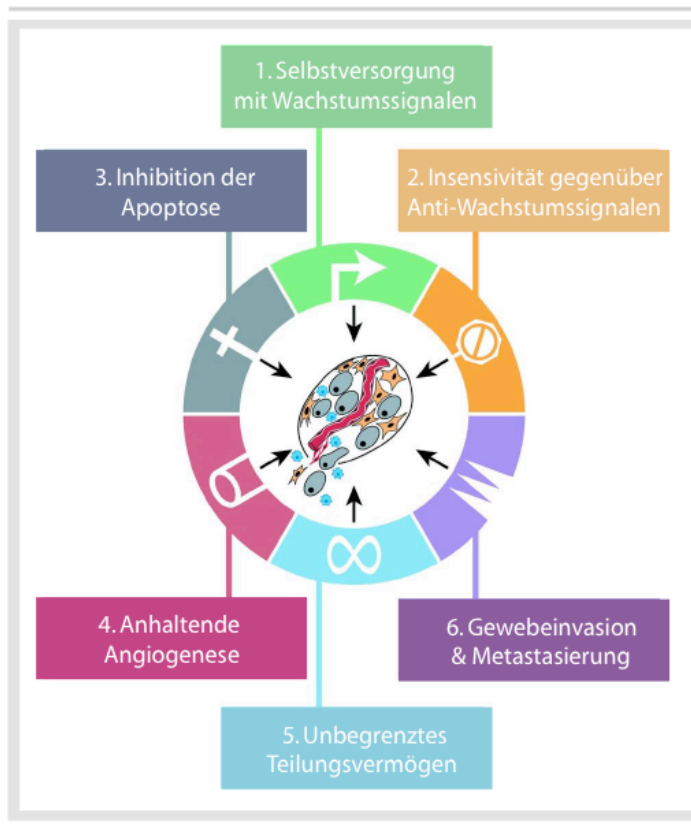 1. Selbstversorgung
mit Wachstumssignalen
3. Inhibition der
Apoptose
2. Insensivität gegenüber
Anti-Wachstumssignalen
4. Anhaltende
Angiogenese
6. Gewebeinvasion
& Metastasierung
5. Unbegrenztes
Teilungsvermögen